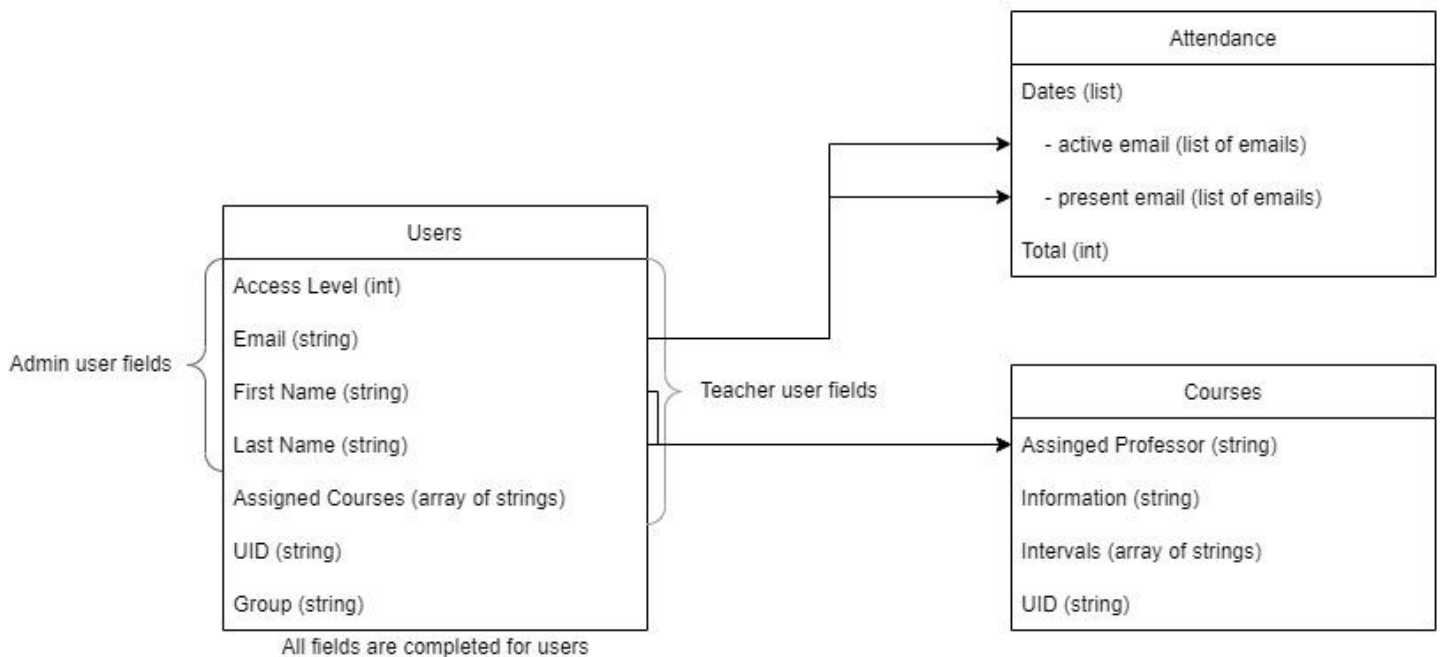 Attendance
Dates (list)
- active email (list of emails)
- present email (list of emails)
Total (int)
Users
Access Level (int)
Email (string)
First Name (string)
Last Name (string)
Assigned Courses (array of strings)
UID (string)
Group (string)
All fields are completed for users
Admin user fields
Teacher user fields
Courses
Assinged Professor (string)
Information (string)
Intervals (array of strings)
UID (string)